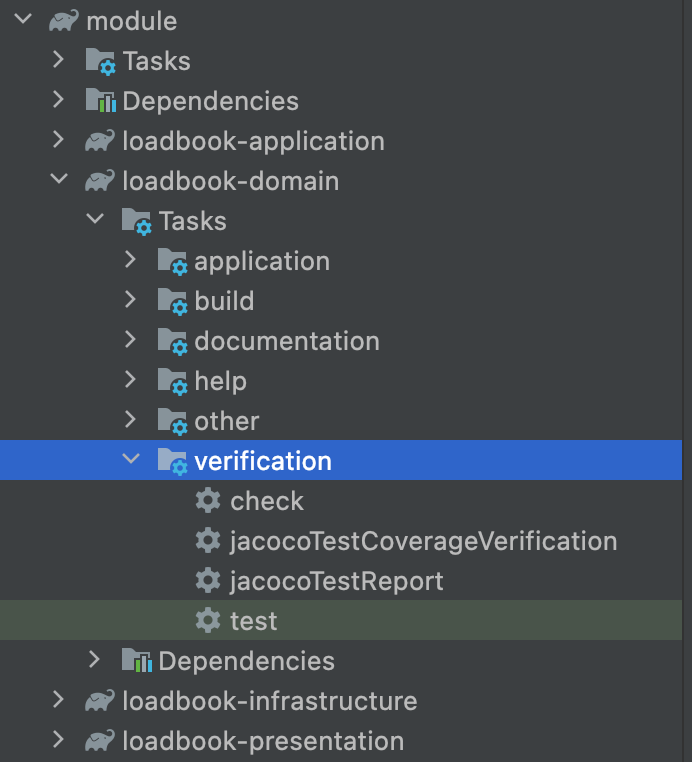 module
Tasks
Dependencies
loadbook-application
loadbook-domain
Tasks
application
build
documentation
help
other
verification
check
jacocoTestCoverageVerification
jacocoTestReport
test
Dependencies
loadbook-infrastructure
loadbook-presentation